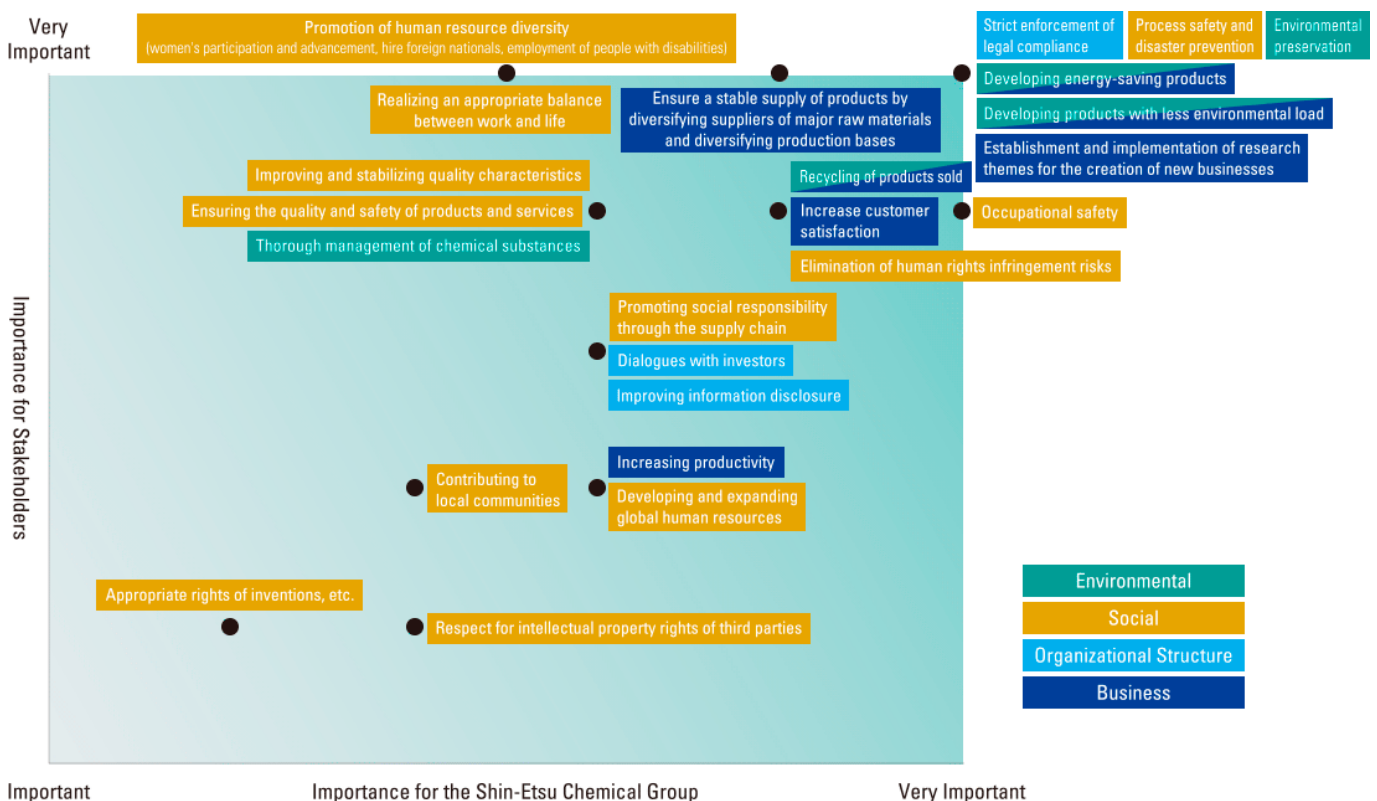 Very
Important
Promotion of human resource diversity
(women's participation and advancement, hire foreign nationals, employment of people with disabilities)
Strict enforcement of
legal compliance
Process safety and
disaster prevention
Environmental
preservation
Realizing an appropriate balance
between work and life
Ensure a stable supply of products by
diversifying suppliers of major raw materials
and diversifying production bases
Developing energy-saving products
Developing products with less environmental load
Establishment and implementation of research
themes for the creation of new businesses
Improving and stabilizing quality characteristics
Ensuring the quality and safety of products and services
Thorough management of chemical substances
Recycling of products sold
Increase customer
satisfaction
Elimination of human rights infringement risks
Occupational safety
Importance for Stakeholders
Promoting social responsibility
through the supply chain
Dialogues with investors
Improving information disclosure
Contributing to
local communities
Increasing productivity
Developing and expanding
global human resources
Appropriate rights of inventions, etc.
Respect for intellectual property rights of third parties
Environmental
Social
Organizational Structure
Business
Important
Importance for the Shin-Etsu Chemical Group
Very Important